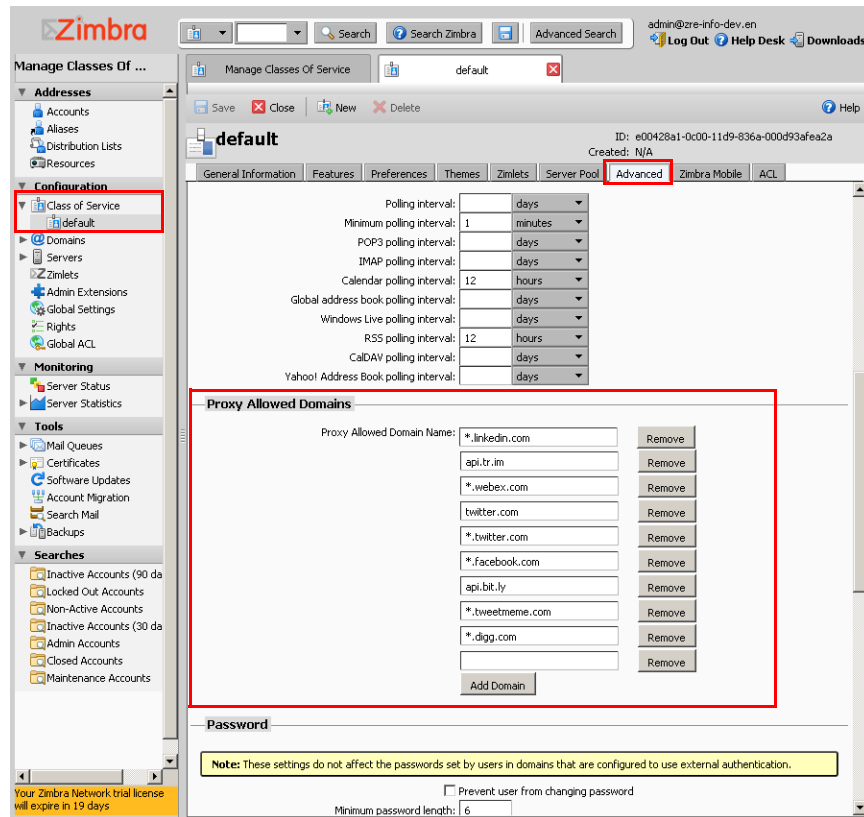 Zimbra
Search
Search Zimbra
Advanced Search
admin@zre-info-dev.en
Log Out
Help Desk
Downloads
Manage Classes Of ...
Addresses
Accounts
Aliases
Distribution Lists
Resources
Configuration
Class of Service
default
Domains
Servers
Zimlets
Admin Extensions
Global Settings
Rights
Global ACL
Monitoring
Server Status
Server Statistics
Tools
Mail Queues
Certificates
Software Updates
Account Migration
Search Mail
Backups
Searches
Inactive Accounts (90 da
Locked Out Accounts
Non-Active Accounts
Inactive Accounts (30 da
Admin Accounts
Closed Accounts
Maintenance Accounts
Your Zimbra Network trial license
will expire in 19 days
Manage Classes Of Service
default
Save
Close
New
Delete
Help
default
ID: e00428a1-0c00-11d9-836a-000d93afea2a
Created: N/A
General Information
Features
Preferences
Themes
Zimlets
Server Pool
Advanced
Zimbra Mobile
ACL
Polling interval: days
Minimum polling interval: 1 minutes
POP3 polling interval: days
IMAP polling interval: days
Calendar polling interval: 12 hours
Global address book polling interval: days
Windows Live polling interval: days
RSS polling interval: 12 hours
CalDAV polling interval: days
Yahoo! Address Book polling interval: days
Proxy Allowed Domains
Proxy Allowed Domain Name: *.linkedin.com Remove
api.tr.im Remove
*.webex.com Remove
twitter.com Remove
*.twitter.com Remove
*.facebook.com Remove
api.bit.ly Remove
*.tweetmeme.com Remove
*.digg.com Remove
Remove
Add Domain
Password
Note: These settings do not affect the passwords set by users in domains that are configured to use external authentication.
Prevent user from changing password
Minimum password length: 6